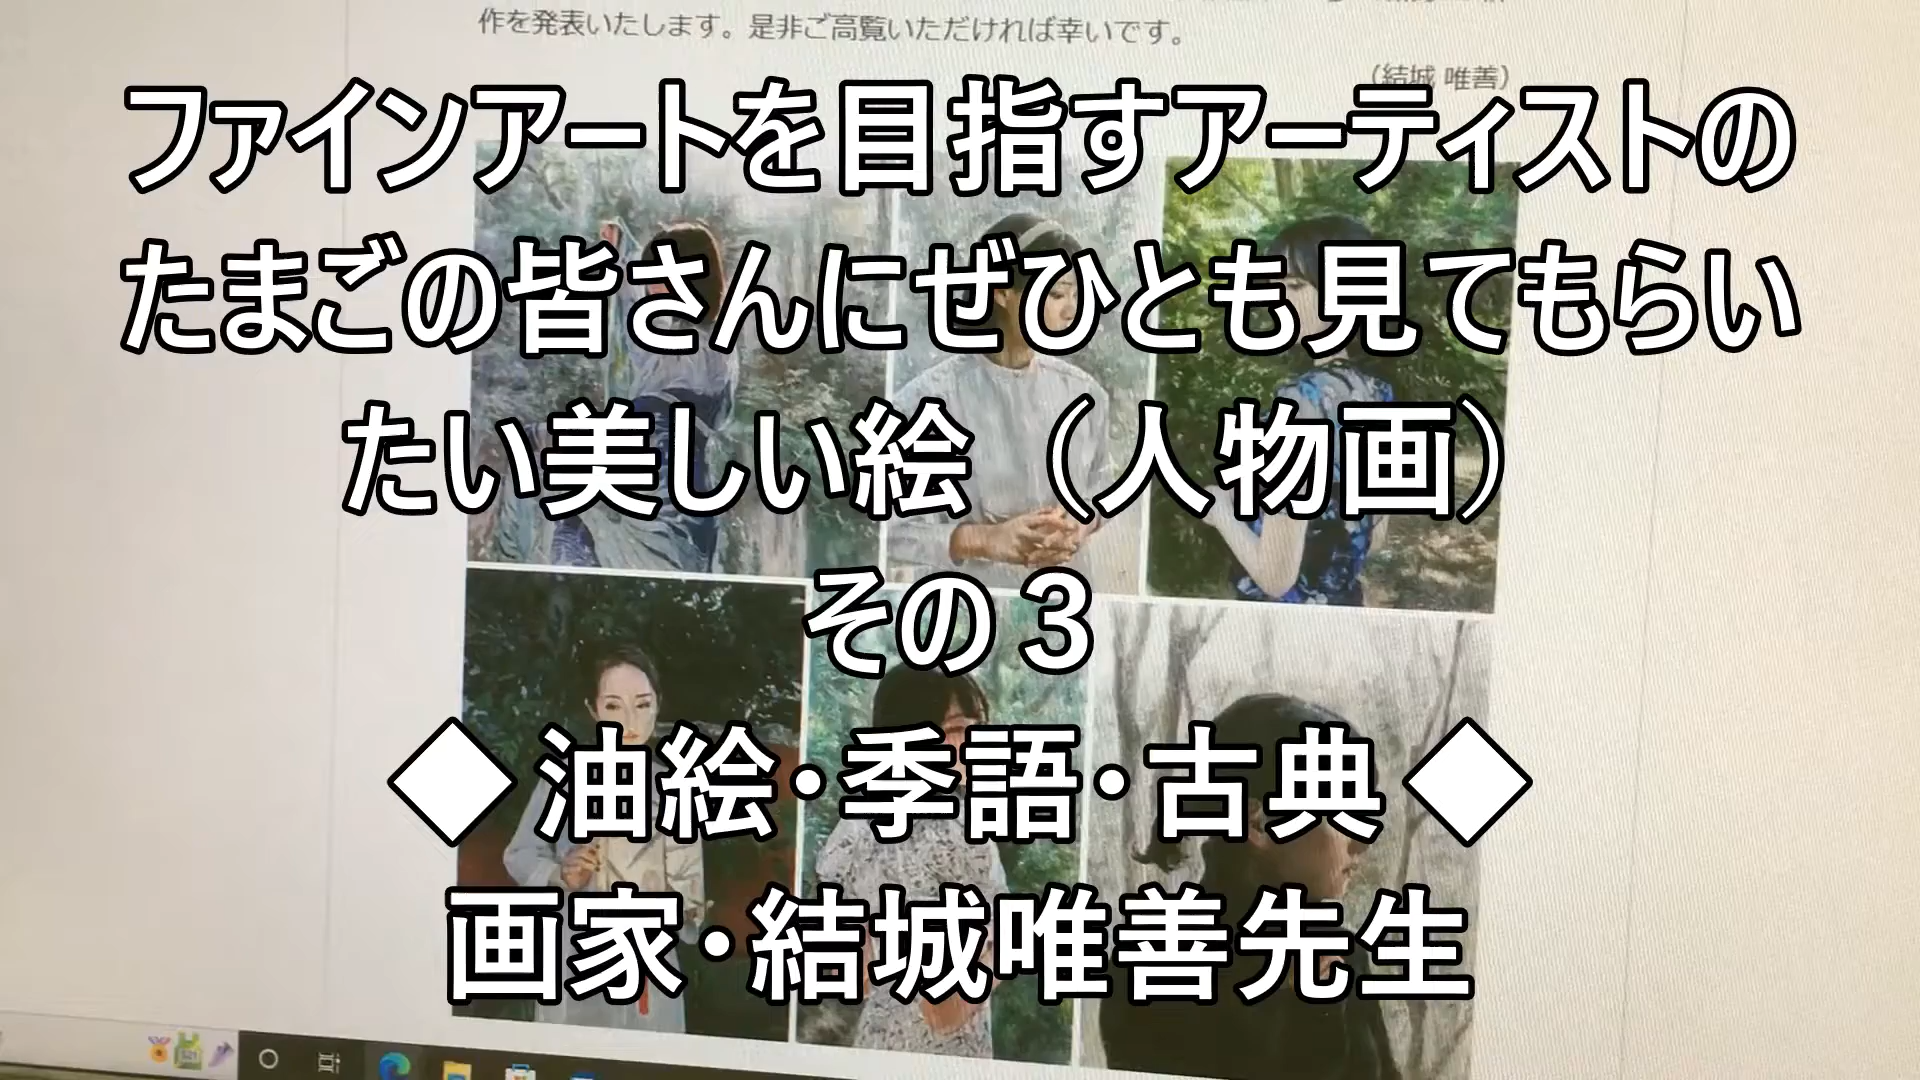 作を発表いたします。是非ご高覧いただければ幸いです。
（結城 唯善）
ファインアートを目指すアーティストの
たまごの皆さんにぜひとも見てもらい
たい美しい絵（人物画）
その３
◆油絵・季語・古典◆
画家・結城唯善先生